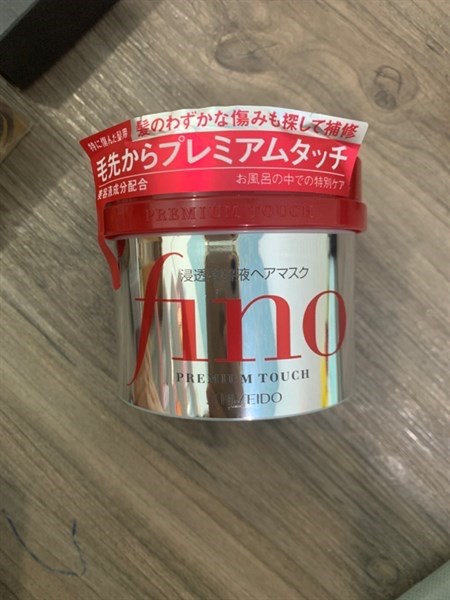 髪のわずかな傷みも探して補修
特に傷んだ髪用
毛先からプレミアムタッチ
美容液成分配合
お風呂の中での特別ケア
PREMIUM TOUCH
浸透 容液ヘアマスク
fino
PREMIUM TOUCH
SHISEIDO